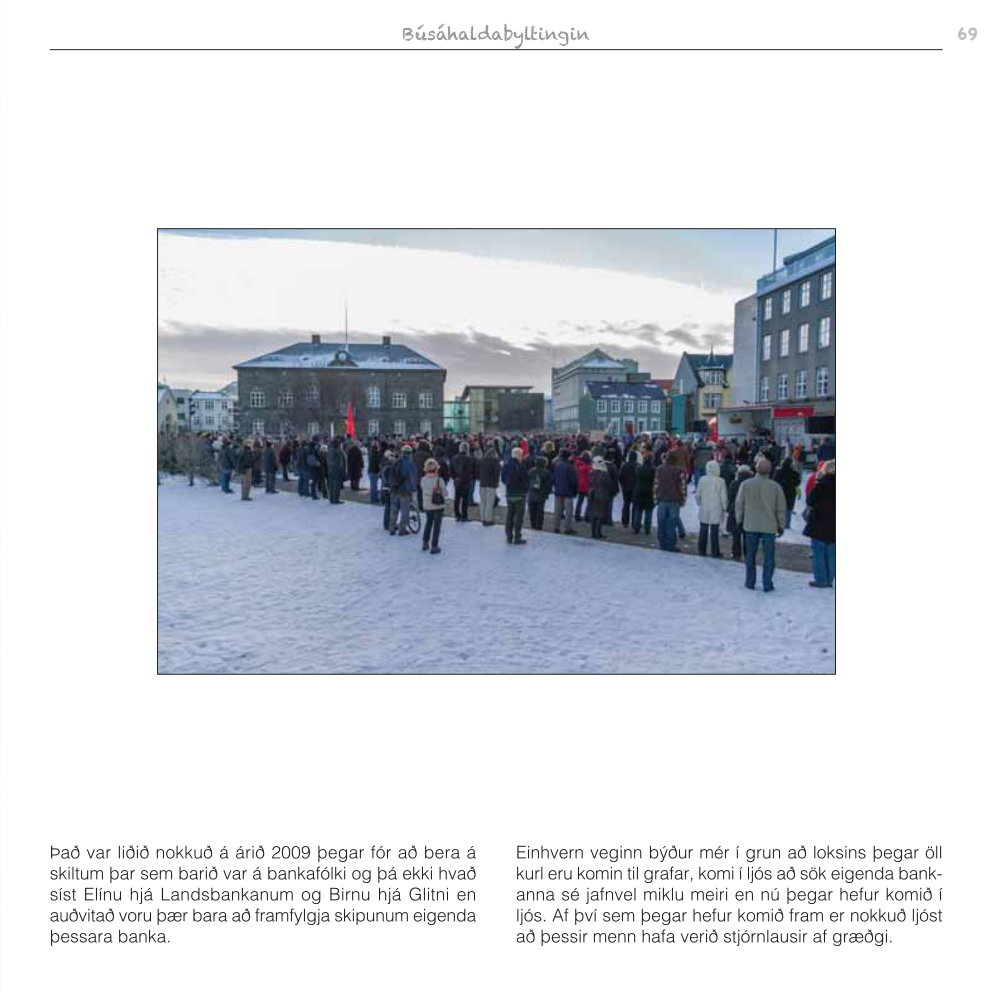 Búsáhaldabyltingin
69
Það var liðið nokkuð á árið 2009 þegar fór að bera á
skiltum þar sem barið var á bankafólki og þá ekki hvað
síst Elínu hjá Landsbankanum og Birnu hjá Glitni en
auðvitað voru þær bara að framfylgja skipunum eigenda
þessara banka.
Einhvern veginn býður mér í grun að loksins þegar öll
kurl eru komin til grafar, komi í ljós að sök eigenda bank-
anna sé jafnvel miklu meiri en nú þegar hefur komið í
ljós. Af því sem þegar hefur komið fram er nokkuð ljóst
að þessir menn hafa verið stjórnlausir af græðgi.